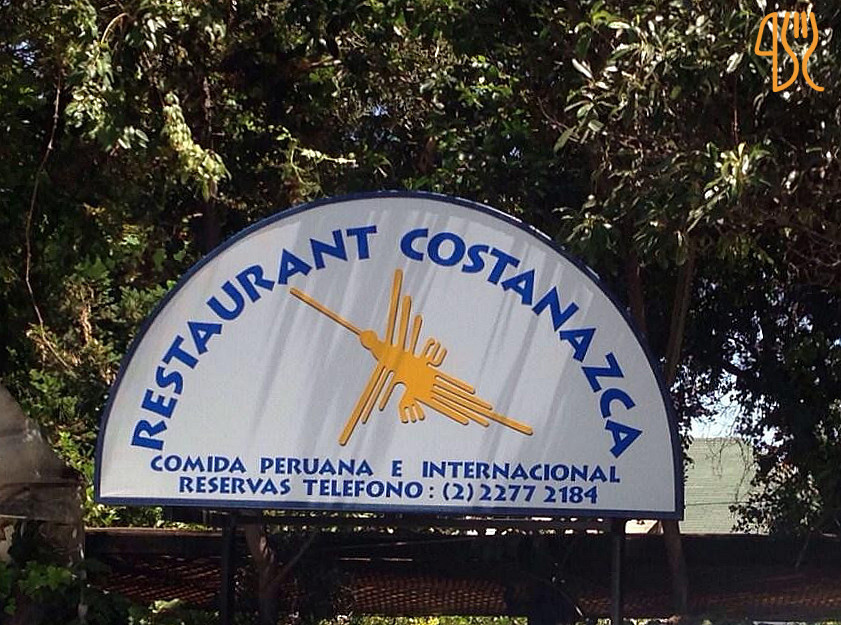 RESTAURANT COSTANAZCA
COMIDA PERUANA E INTERNACIONAL
RESERVAS TELEFONO: (2) 2277 2184